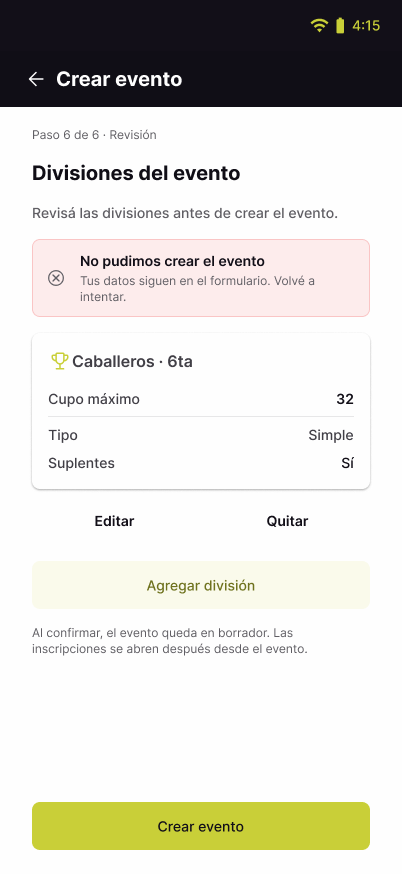 4:15
Crear evento
Paso 6 de 6 · Revisión
Divisiones del evento
Revisá las divisiones antes de crear el evento.
No pudimos crear el evento
Tus datos siguen en el formulario. Volvé a
intentar.
Caballeros · 6ta
Cupo máximo 32
Tipo Simple
Suplentes Sí
Editar Quitar
Agregar división
Al confirmar, el evento queda en borrador. Las
inscripciones se abren después desde el evento.
Crear evento